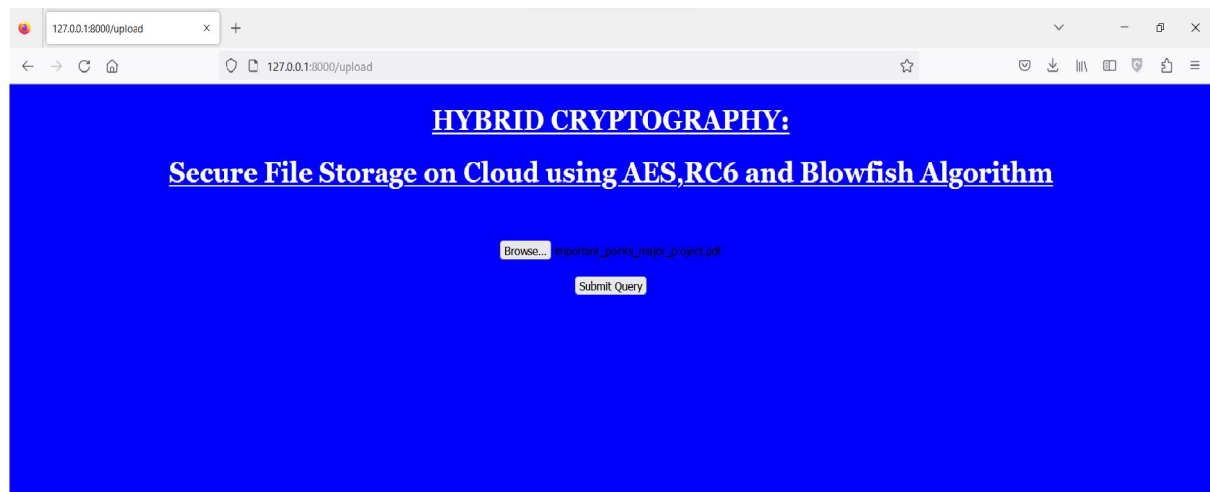 127.0.0.1:8000/upload
127.0.0.1:8000/upload
HYBRID CRYPTOGRAPHY:
Secure File Storage on Cloud using AES,RC6 and Blowfish Algorithm
Browse... important_points_major_project.pdf
Submit Query